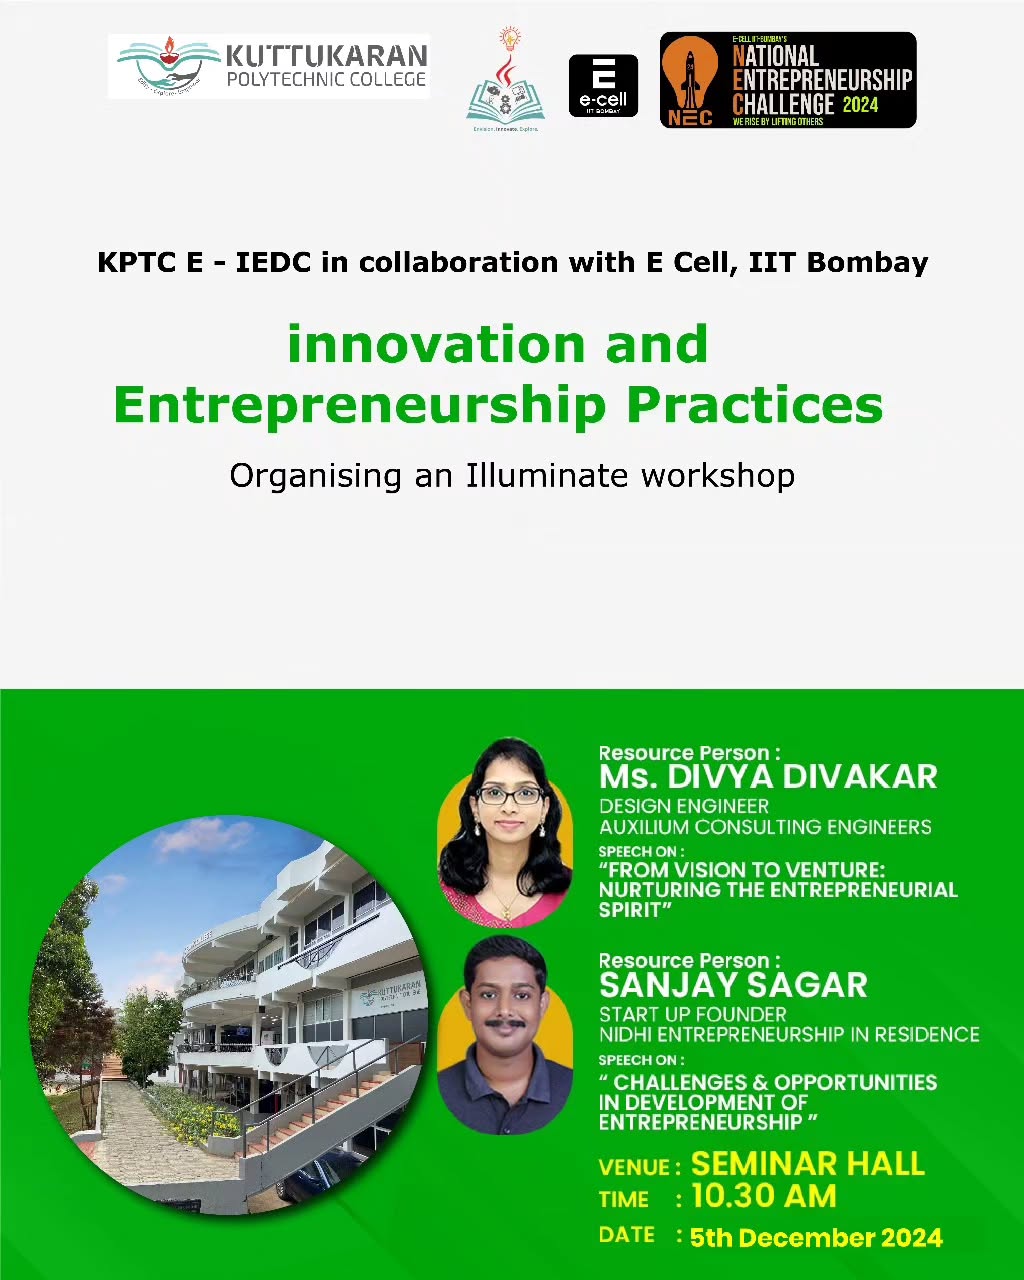 KUTTUKARAN
POLYTECHNIC COLLEGE
Envision. Innovate. Explore.
E
e-cell
IIT BOMBAY
NEC
E-CELL IIT-BOMBAY'S
NATIONAL
ENTREPRENEURSHIP
CHALLENGE 2024
WE RISE BY LIFTING OTHERS
KPTC E - IEDC in collaboration with E Cell, IIT Bombay
innovation and
Entrepreneurship Practices
Organising an Illuminate workshop
Resource Person :
Ms. DIVYA DIVAKAR
DESIGN ENGINEER
AUXILIUM CONSULTING ENGINEERS
SPEECH ON :
“FROM VISION TO VENTURE:
NURTURING THE ENTREPRENEURIAL
SPIRIT”
KUTTUKARAN
Resource Person :
SANJAY SAGAR
START UP FOUNDER
NIDHI ENTREPRENEURSHIP IN RESIDENCE
SPEECH ON :
“ CHALLENGES & OPPORTUNITIES
IN DEVELOPMENT OF
ENTREPRENEURSHIP ”
VENUE : SEMINAR HALL
TIME : 10.30 AM
DATE : 5th December 2024